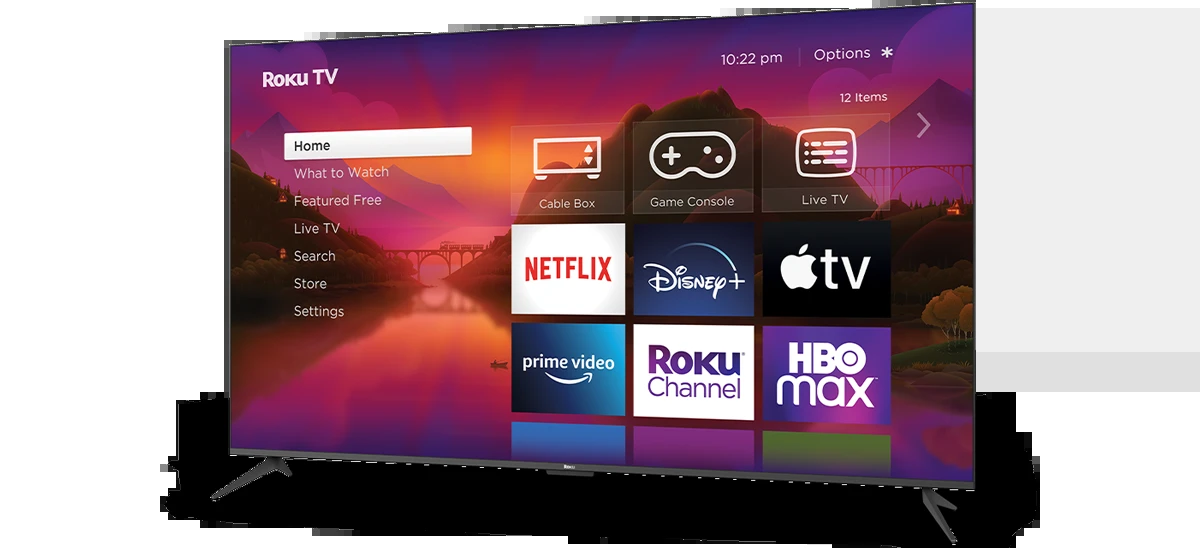 Roku TV
10:22 pm
Options *
12 Items
Home
What to Watch
Featured Free
Live TV
Search
Store
Settings
Cable Box
Game Console
Live TV
NETFLIX
Disney+
tv
prime video
Roku
Channel
HBO
max
Roku